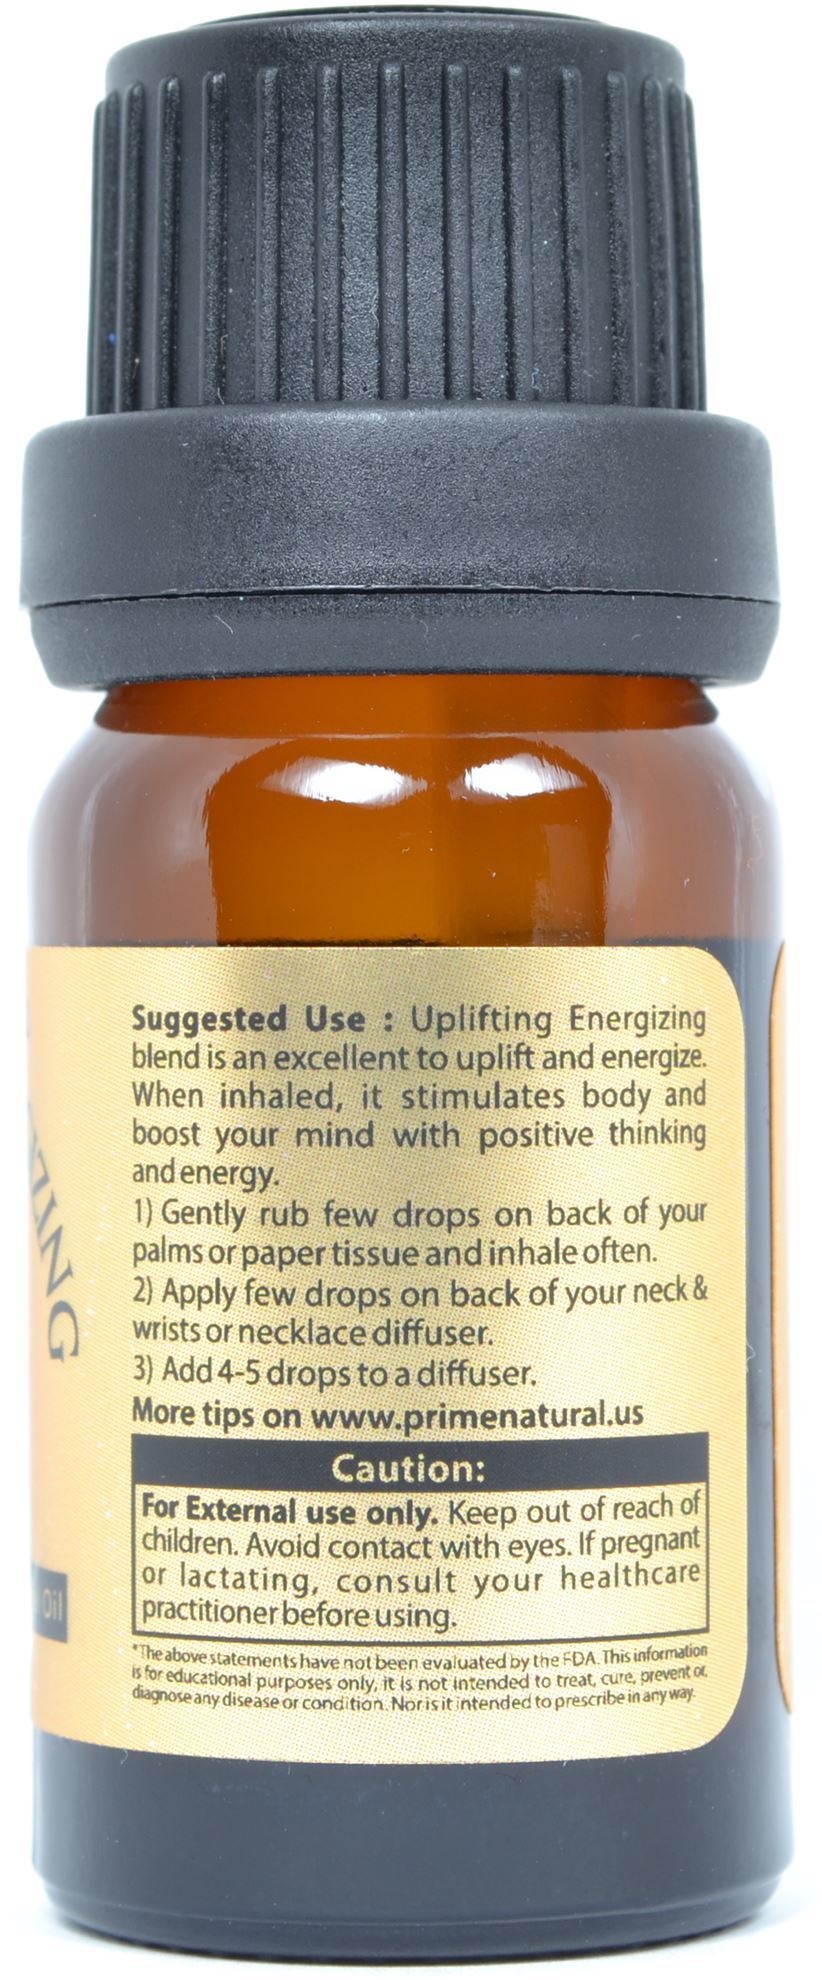 Suggested Use : Uplifting Energizing
blend is an excellent to uplift and energize.
When inhaled, it stimulates body and
boost your mind with positive thinking
and energy.
1) Gently rub few drops on back of your
palms or paper tissue and inhale often.
2) Apply few drops on back of your neck &
wrists or necklace diffuser.
3) Add 4-5 drops to a diffuser.
More tips on www.primenatural.us
Caution:
For External use only. Keep out of reach of
children. Avoid contact with eyes. If pregnant
or lactating, consult your healthcare
practitioner before using.
*The above statements have not been evaluated by the FDA. This information
is for educational purposes only, it is not intended to treat, cure, prevent or,
diagnose any disease or condition. Nor is it intended to prescribe in any way.
ZING
Oil